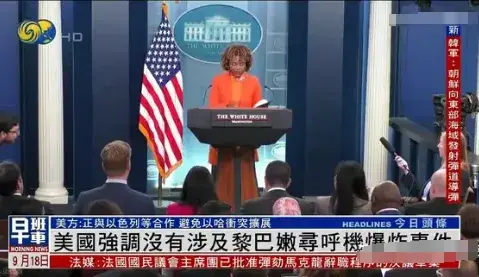 HD
THE WHITE HOUSE
WASHINGTON
新 韓軍：朝鮮向東部海域發射彈道導彈
早班車
MORNING NEWS
9月18日
美方:正與以色列等合作 避免以哈衝突擴展
HEADLINES 今日頭條
美國強調沒有涉及黎巴嫩尋呼機爆炸事件
法媒:法國國民議會主席團已批准彈劾馬克龍辭職程序的決議草案